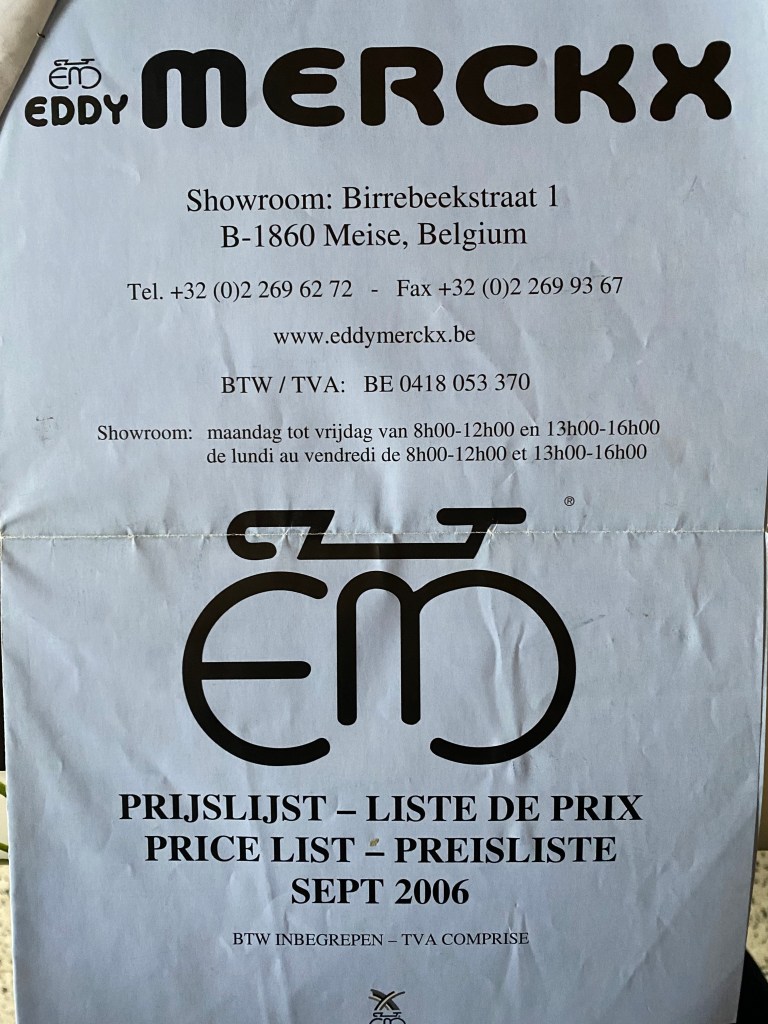 EM
EDDY MERCKX
Showroom: Birrebeekstraat 1
B-1860 Meise, Belgium
Tel. +32 (0)2 269 62 72 - Fax +32 (0)2 269 93 67
www.eddymerckx.be
BTW / TVA: BE 0418 053 370
Showroom: maandag tot vrijdag van 8h00-12h00 en 13h00-16h00
de lundi au vendredi de 8h00-12h00 et 13h00-16h00
®
EM
PRIJSLIJST – LISTE DE PRIX
PRICE LIST – PREISLISTE
SEPT 2006
BTW INBEGREPEN – TVA COMPRISE